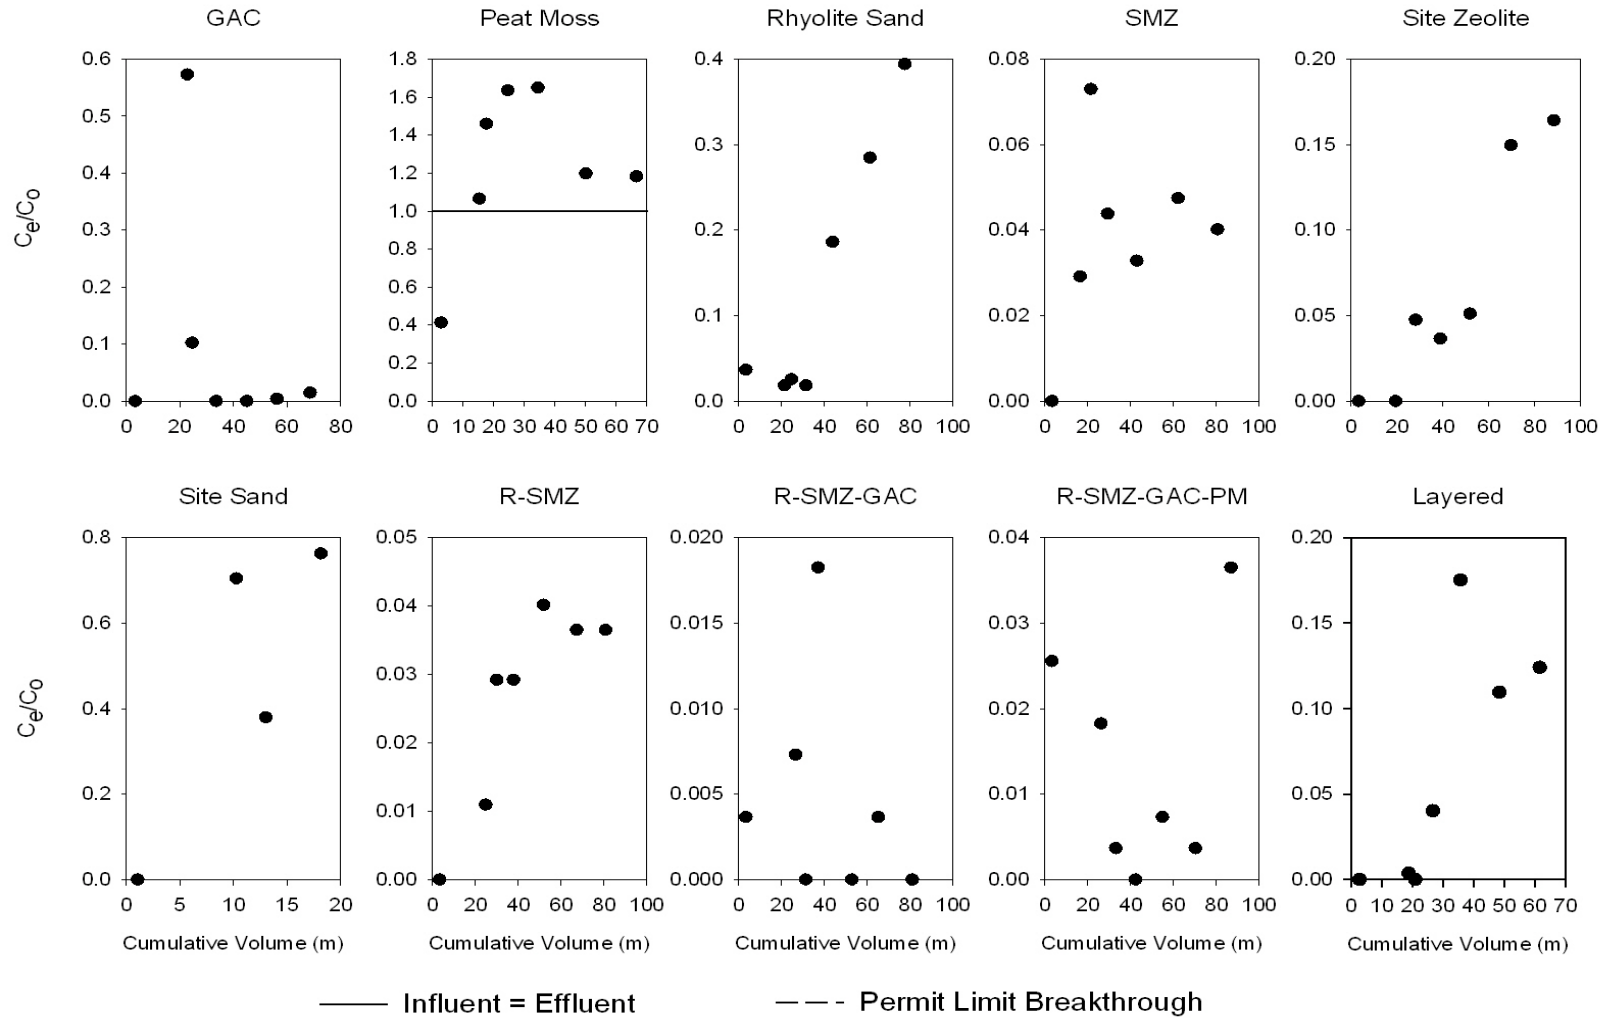 GAC Peat Moss Rhyolite Sand SMZ Site Zeolite
0.6 1.8 0.4 0.08 0.20
1.6
0.5
1.4
0.3 0.06 0.15
0.4 1.2
Ce/Co 0.3 1.0 0.2 0.04 0.10
0.8
0.2
0.6
0.1 0.02 0.05
0.1 0.4
0.2
0.0 0.0 0.0 0.00 0.00
0 20 40 60 80 0 10 20 30 40 50 60 70 0 20 40 60 80 100 0 20 40 60 80 100 0 20 40 60 80 100
Site Sand R-SMZ R-SMZ-GAC R-SMZ-GAC-PM Layered
0.8 0.05 0.020 0.04 0.20
0.04
0.6 0.015 0.03 0.15
0.03
Ce/Co 0.4 0.010 0.02 0.10
0.02
0.2 0.005 0.01 0.05
0.01
0.0 0.00 0.000 0.00 0.00
0 5 10 15 20 0 20 40 60 80 100 0 20 40 60 80 100 0 20 40 60 80 100 0 10 20 30 40 50 60 70
Cumulative Volume (m) Cumulative Volume (m) Cumulative Volume (m) Cumulative Volume (m) Cumulative Volume (m)
Influent = Effluent Permit Limit Breakthrough